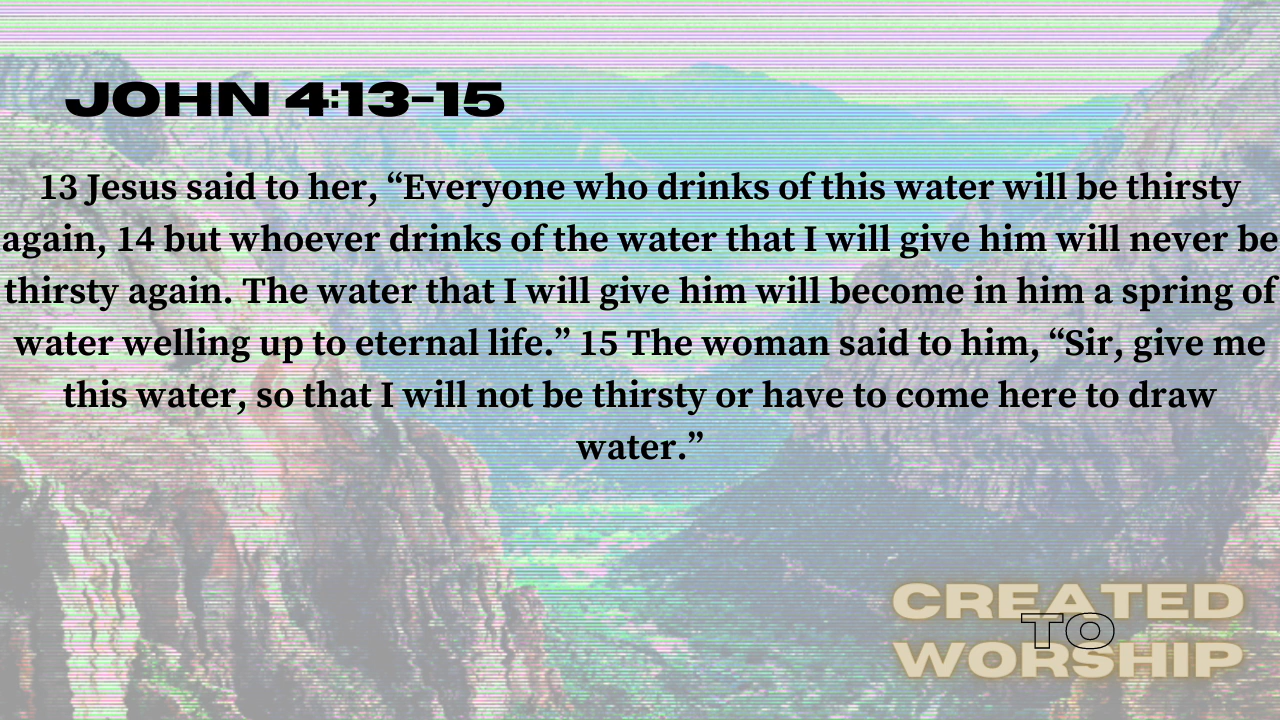 JOHN 4:13-15
13 Jesus said to her, “Everyone who drinks of this water will be thirsty
again, 14 but whoever drinks of the water that I will give him will never be
thirsty again. The water that I will give him will become in him a spring of
water welling up to eternal life.” 15 The woman said to him, “Sir, give me
this water, so that I will not be thirsty or have to come here to draw
water.”
CREATED
TO
WORSHIP